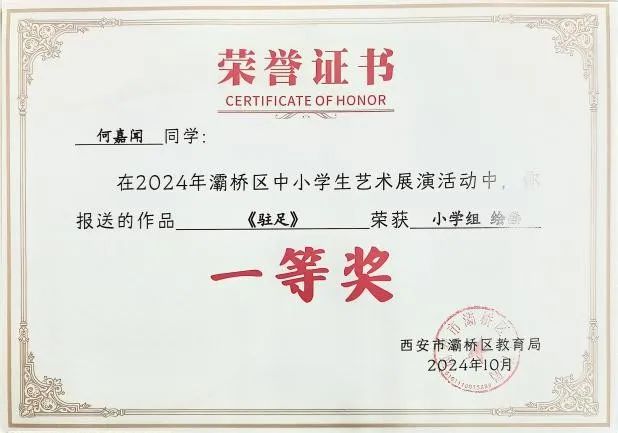 荣誉证书
CERTIFICATE OF HONOR
何嘉闻 同学：
在2024年灞桥区中小学生艺术展演活动中，你
报送的作品 《驻足》 荣获 小学组 绘画
一等奖
西安市灞桥区教育局
2024年10月